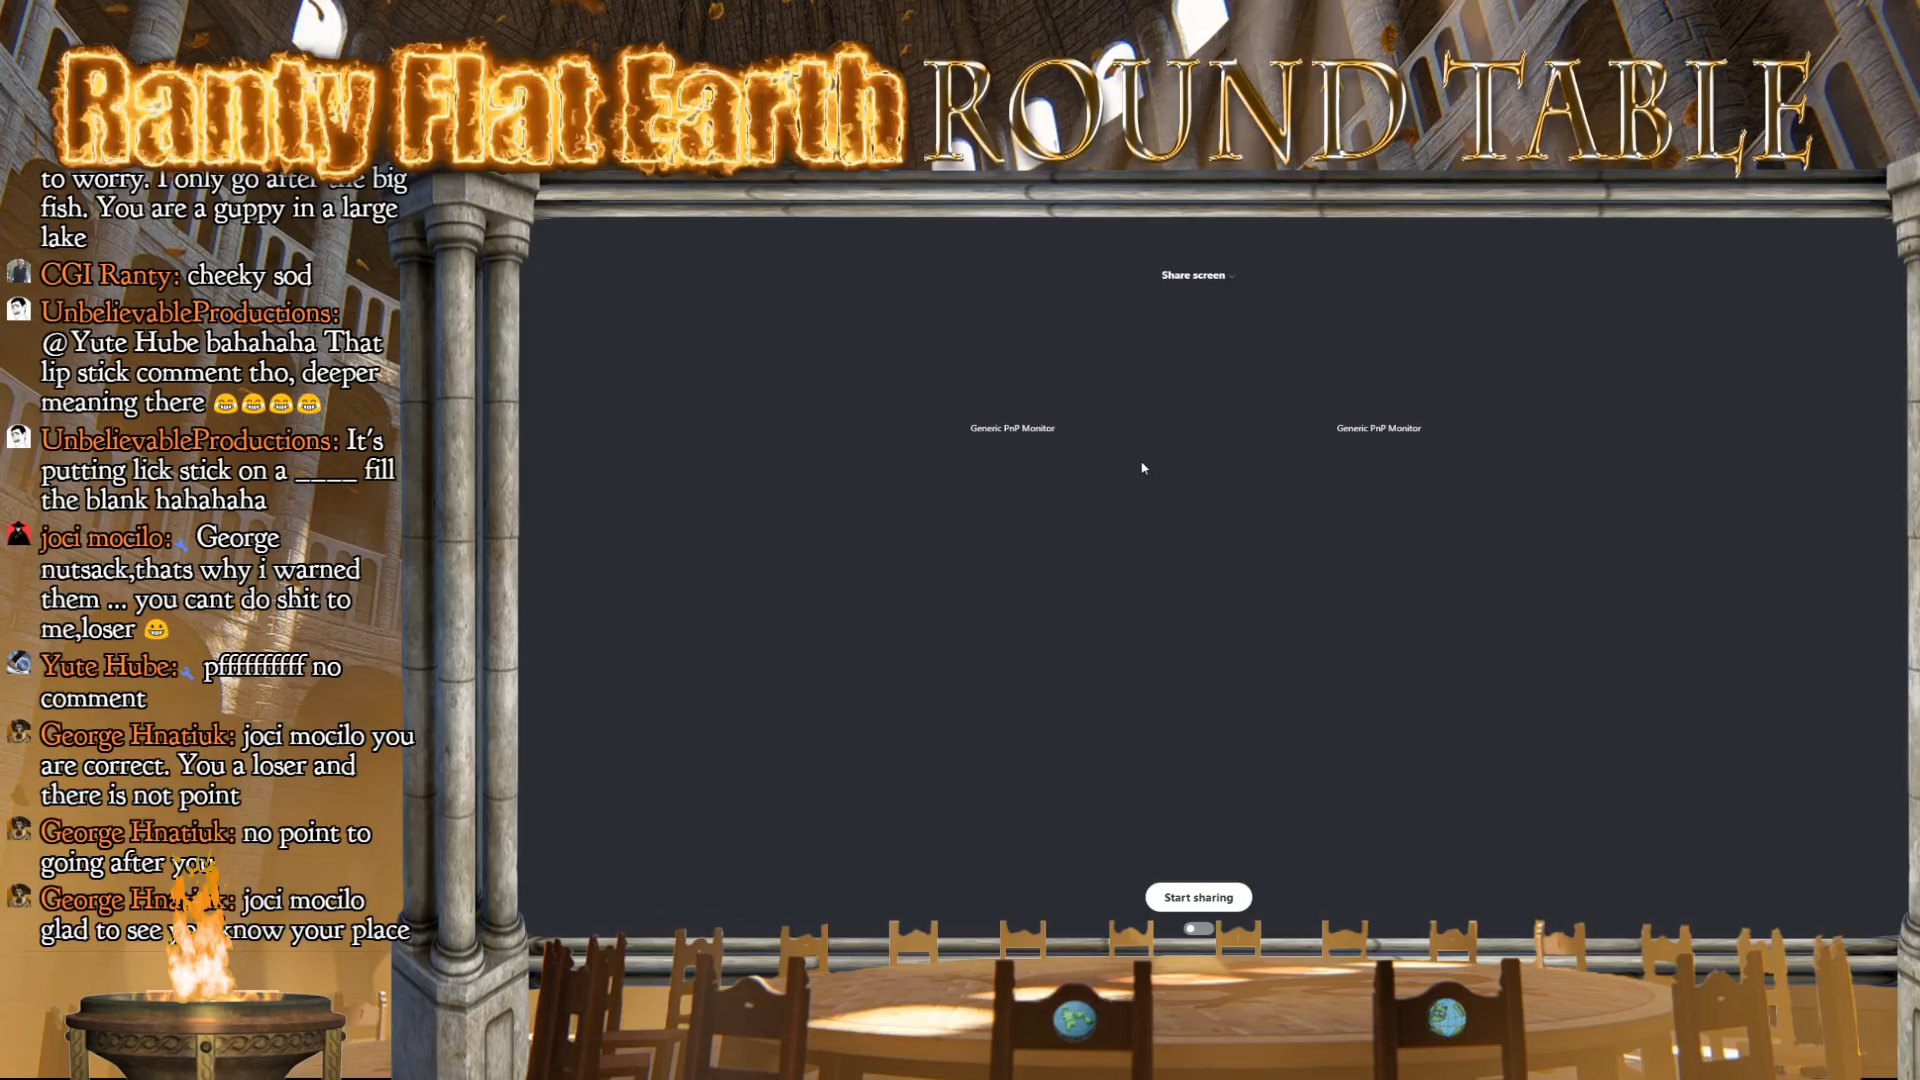 Ranty Flat Earth ROUND TABLE
to worry. I only go after the big
fish. You are a guppy in a large
lake
CGI Ranty: cheeky sod
UnbelievableProductions:
@Yute Hube bahahaha That
lip stick comment tho, deeper
meaning there 😂😂😂😂
UnbelievableProductions: It's
putting lick stick on a ____ fill
the blank hahahaha
joci mocilo: George
nutsack,thats why i warned
them ... you cant do shit to
me,loser 😀
Yute Hube: pffffffffff no
comment
George Hnatiuk: joci mocilo you
are correct. You a loser and
there is not point
George Hnatiuk: no point to
going after you
George Hnatiuk: joci mocilo
glad to see you know your place
Share screen
Generic PnP Monitor
Generic PnP Monitor
Start sharing